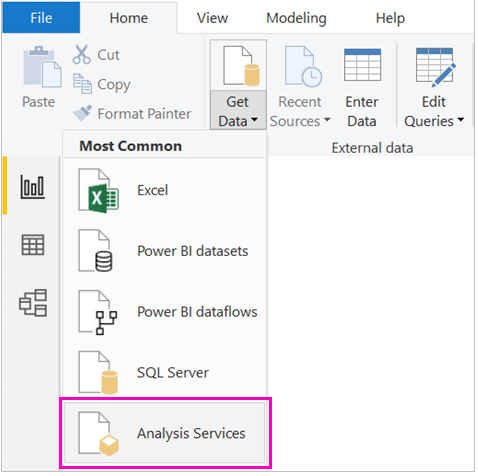 File Home View Modeling Help
Paste
Cut
Copy
Format Painter
Get
Data
Recent
Sources
Enter
Data
Edit
Queries
External data
Most Common
Excel
Power BI datasets
Power BI dataflows
SQL Server
Analysis Services